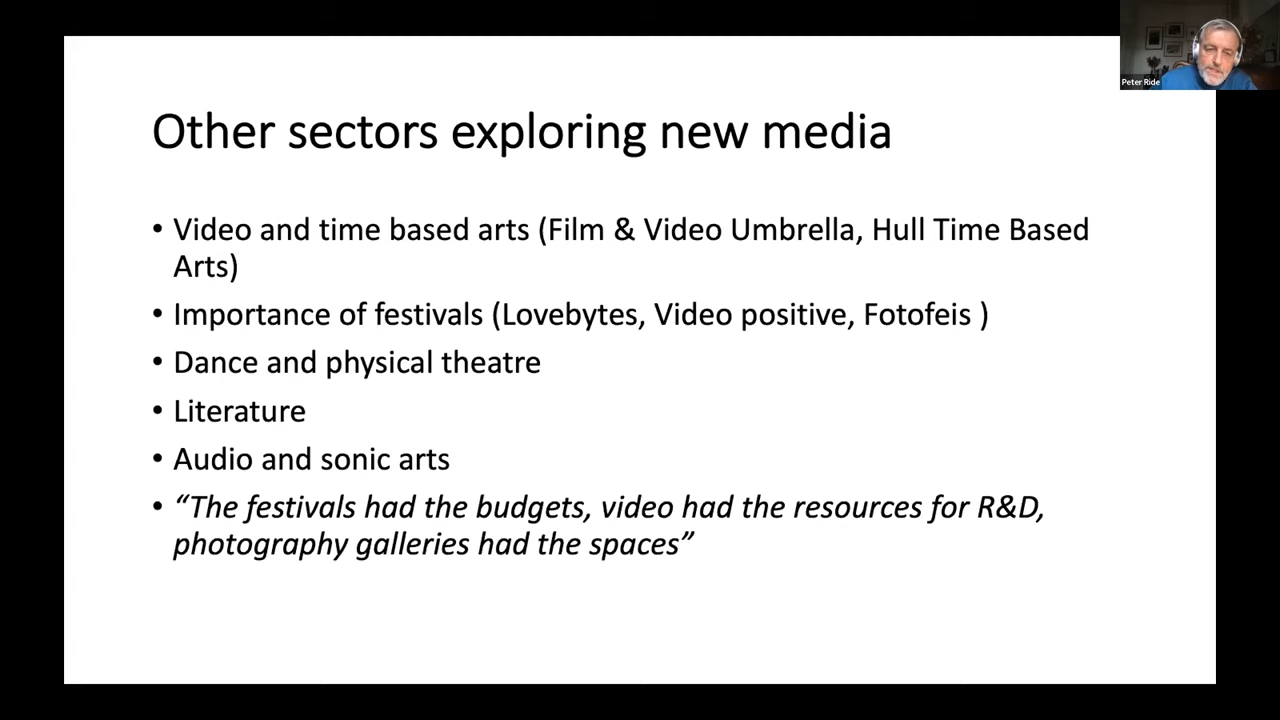 Peter Ride
Other sectors exploring new media
• Video and time based arts (Film & Video Umbrella, Hull Time Based
Arts)
• Importance of festivals (Lovebytes, Video positive, Fotofeis )
• Dance and physical theatre
• Literature
• Audio and sonic arts
• “The festivals had the budgets, video had the resources for R&D,
photography galleries had the spaces”